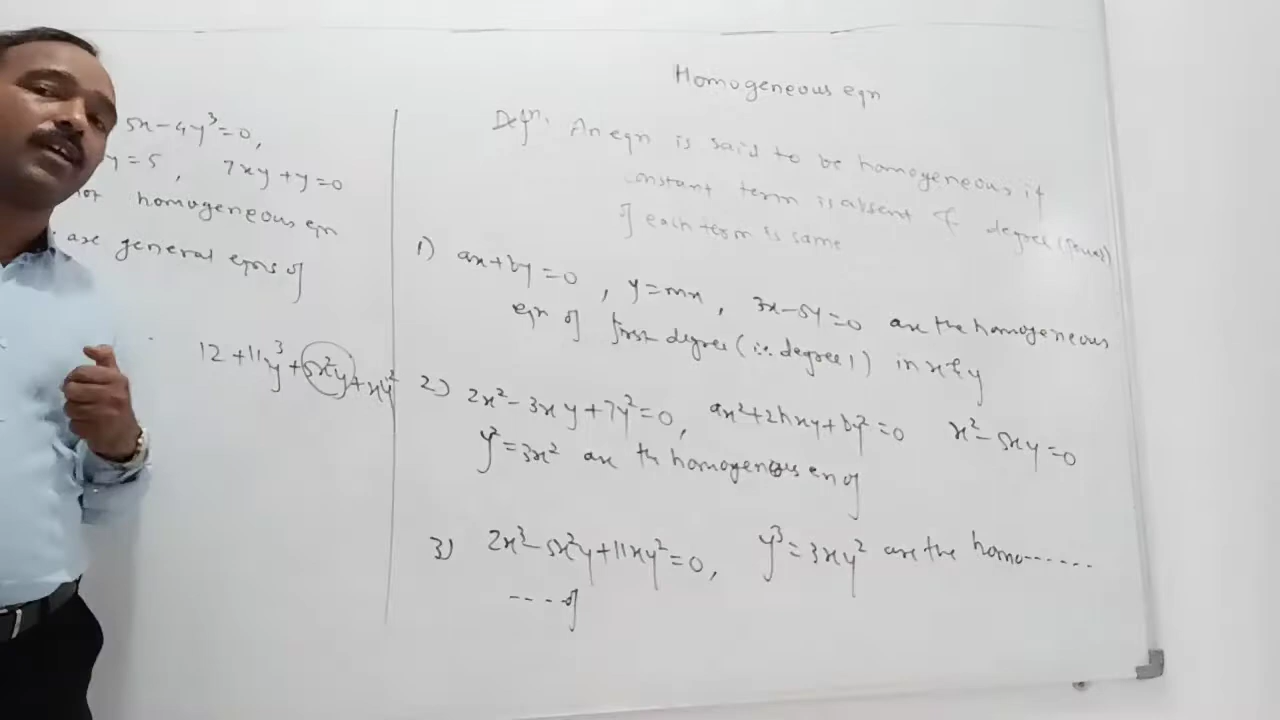 5x-4y³=0,
y=5, 7xy+y=0
not homogeneous eqn
are general eqns of
12+11y³+5x²y+xy²
Homogeneous eqn
Defn. An eqn is said to be homogeneous if
constant term is absent & degree (power)
of each term is same
1) ax+by=0, y=mx, 3x-5y=0 are the homogeneous
eqn of first degree (i.e. degree 1) in x & y
2) 2x²-3xy+7y²=0, ax²+2hxy+by²=0 x²-5xy=0
y²=3x² are the homogeneous en of
3) 2x³-5x²y+11xy²=0, y³=3xy² are the homo------
----of